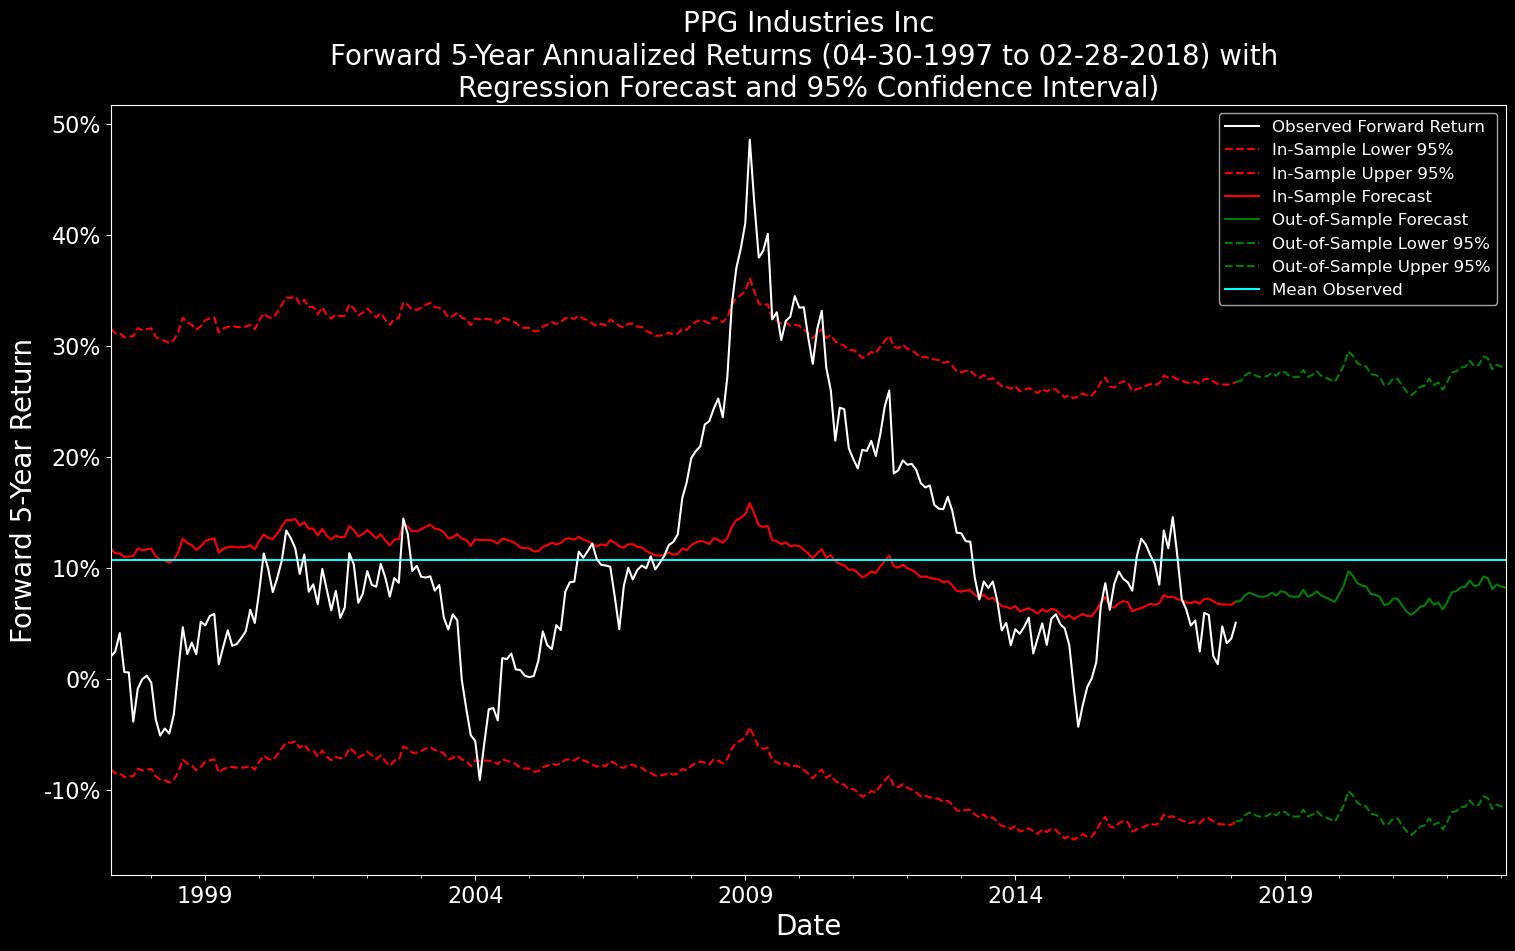 PPG Industries Inc
Forward 5-Year Annualized Returns (04-30-1997 to 02-28-2018) with
Regression Forecast and 95% Confidence Interval)
50%
40%
30%
20%
10%
0%
-10%
Forward 5-Year Return
Observed Forward Return
In-Sample Lower 95%
In-Sample Upper 95%
In-Sample Forecast
Out-of-Sample Forecast
Out-of-Sample Lower 95%
Out-of-Sample Upper 95%
Mean Observed
1999
2004
2009
2014
2019
Date